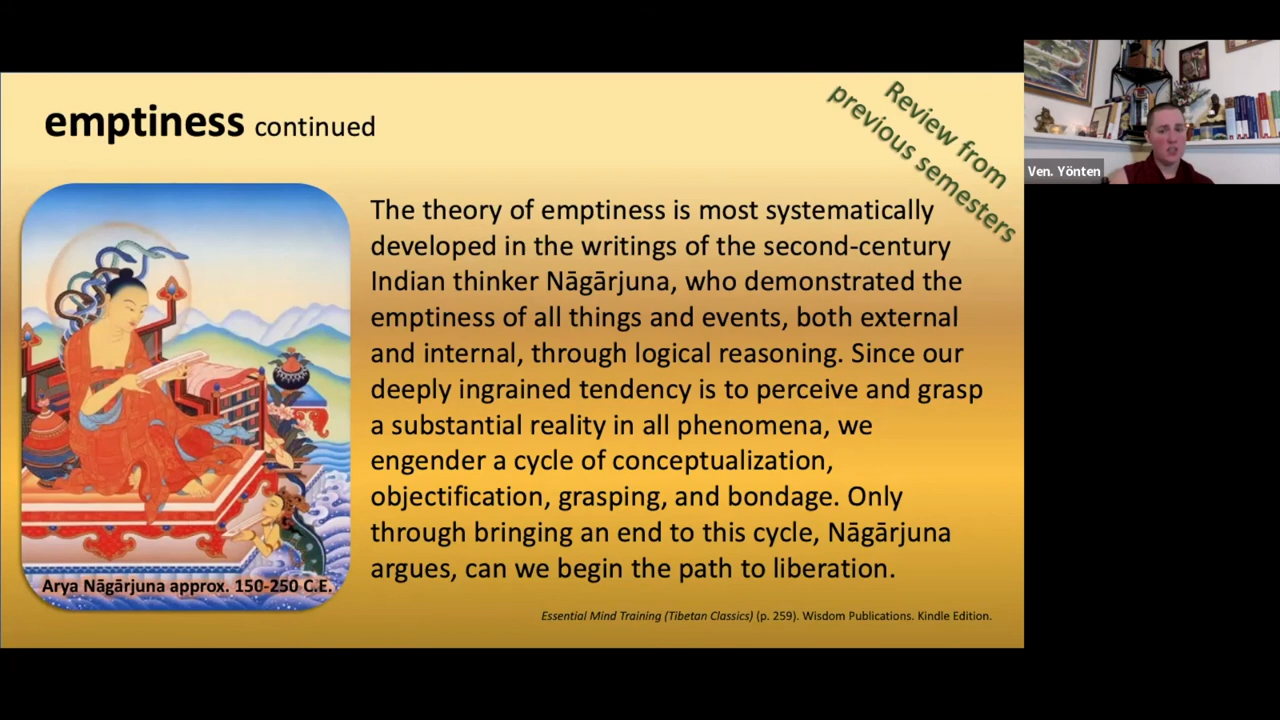 emptiness continued
Review from
previous semesters
The theory of emptiness is most systematically
developed in the writings of the second-century
Indian thinker Nāgārjuna, who demonstrated the
emptiness of all things and events, both external
and internal, through logical reasoning. Since our
deeply ingrained tendency is to perceive and grasp
a substantial reality in all phenomena, we
engender a cycle of conceptualization,
objectification, grasping, and bondage. Only
through bringing an end to this cycle, Nāgārjuna
argues, can we begin the path to liberation.
Arya Nāgārjuna approx. 150-250 C.E.
Essential Mind Training (Tibetan Classics) (p. 259). Wisdom Publications. Kindle Edition.
Ven. Yönten